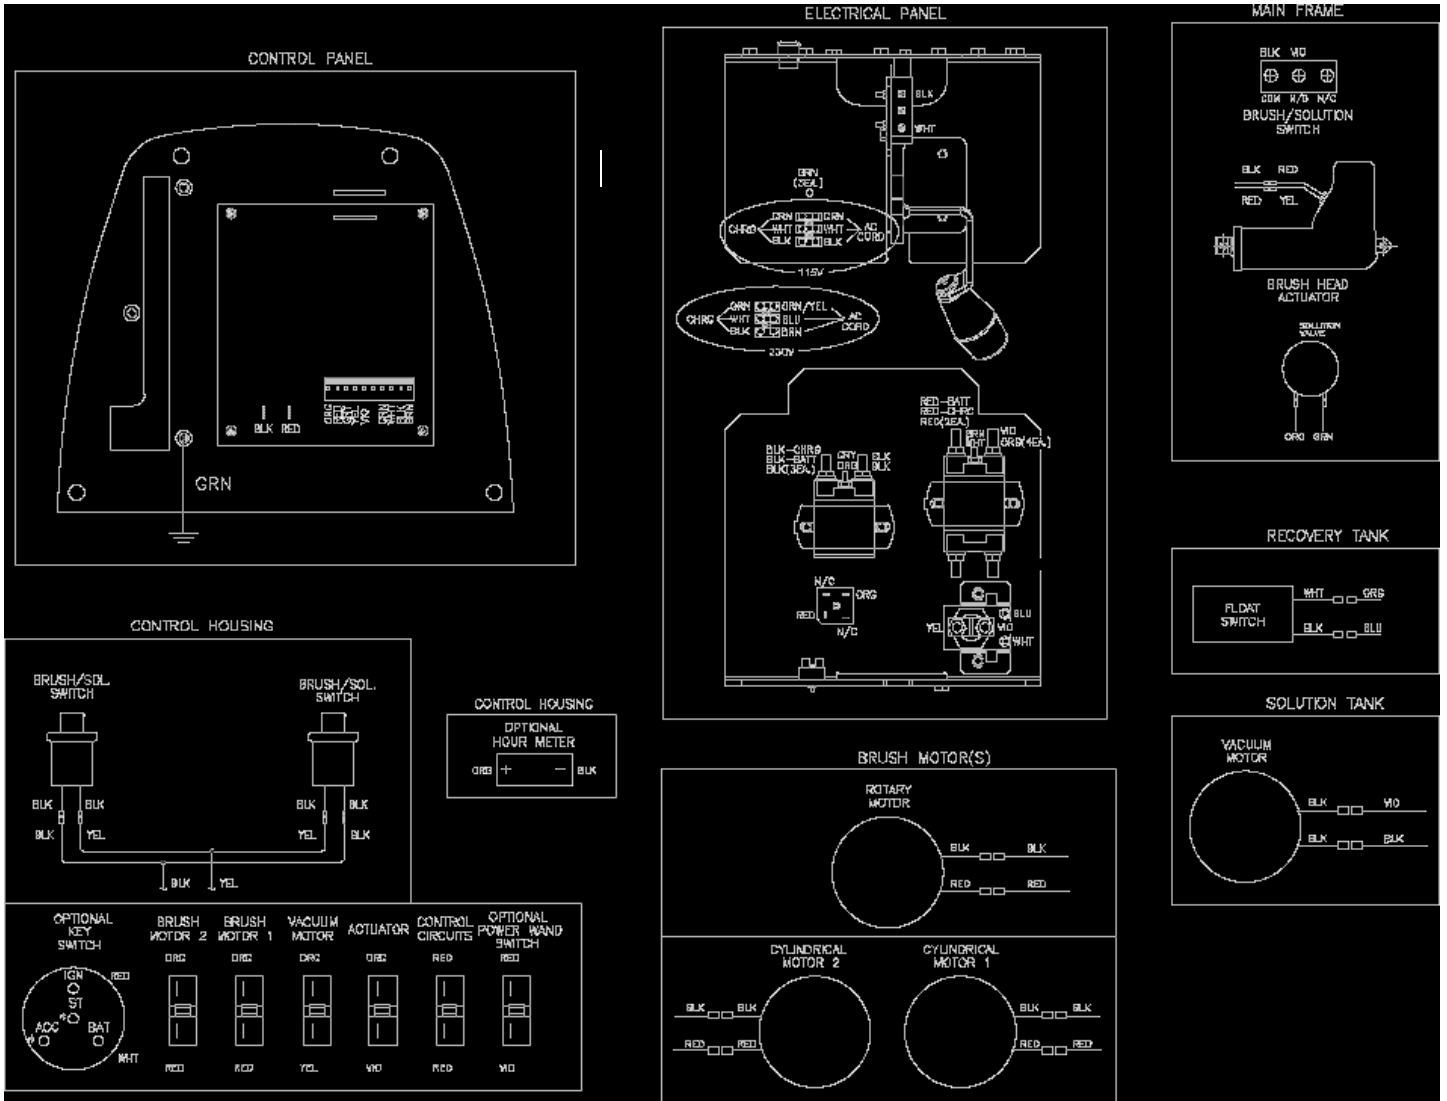 CONTROL PANEL
BLK RED
GRN
ELECTRICAL PANEL
BLK
WHT
GRN
CHRG
GRN GRN
WHT WHT
BLK BLK
AC
CORD
115V
CHRG
GRN GRN/YEL
WHT BLU
BLK BRN
AC
CORD
230V
RED-BATT
RED-CHRG
VIO
BLK-CHRG
BLK-BATT
GRY
ORG
BLK
BLK
N/C
ORG
RED
N/C
BLU
YEL
VIO
WHT
MAIN FRAME
BLK VIO
COM N/O N/C
BRUSH/SOLUTION
SWITCH
BLK RED
RED YEL
BRUSH HEAD
ACTUATOR
SOLUTION
VALVE
ORG GRN
RECOVERY TANK
FLOAT
SWITCH
WHT ORG
BLK BLU
SOLUTION TANK
VACUUM
MOTOR
BLK VIO
BLK BLK
CONTROL HOUSING
BRUSH/SOL.
SWITCH
BRUSH/SOL.
SWITCH
BLK BLK
BLK YEL
BLK BLK
YEL BLK
BLK YEL
CONTROL HOUSING
OPTIONAL
HOUR METER
ORG + - BLK
OPTIONAL
KEY
SWITCH
IGN
RED
ST
ACC BAT
WHT
BRUSH
MOTOR 2
ORG
RED
BRUSH
MOTOR 1
ORG
RED
VACUUM
MOTOR
ORG
YEL
ACTUATOR
ORG
VIO
CONTROL
CIRCUITS
RED
RED
OPTIONAL
POWER WAND
SWITCH
RED
VIO
BRUSH MOTOR(S)
ROTARY
MOTOR
BLK BLK
RED RED
CYLINDRICAL
MOTOR 2
BLK BLK
RED RED
CYLINDRICAL
MOTOR 1
BLK BLK
RED RED